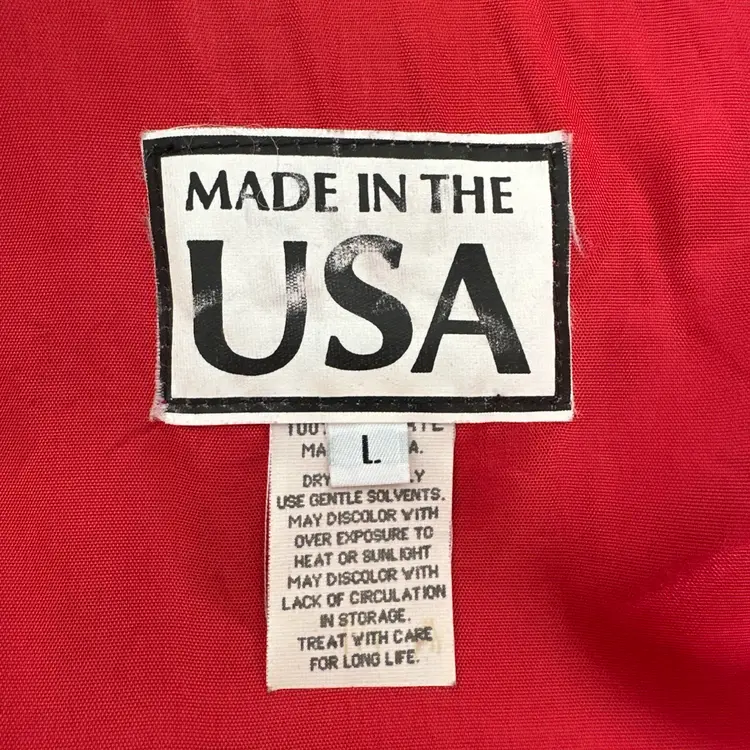 MADE IN THE
USA
L
USE GENTLE SOLVENTS.
MAY DISCOLOR WITH
OVER EXPOSURE TO
HEAT OR SUNLIGHT
MAY DISCOLOR WITH
LACK OF CIRCULATION
IN STORAGE.
TREAT WITH CARE
FOR LONG LIFE.